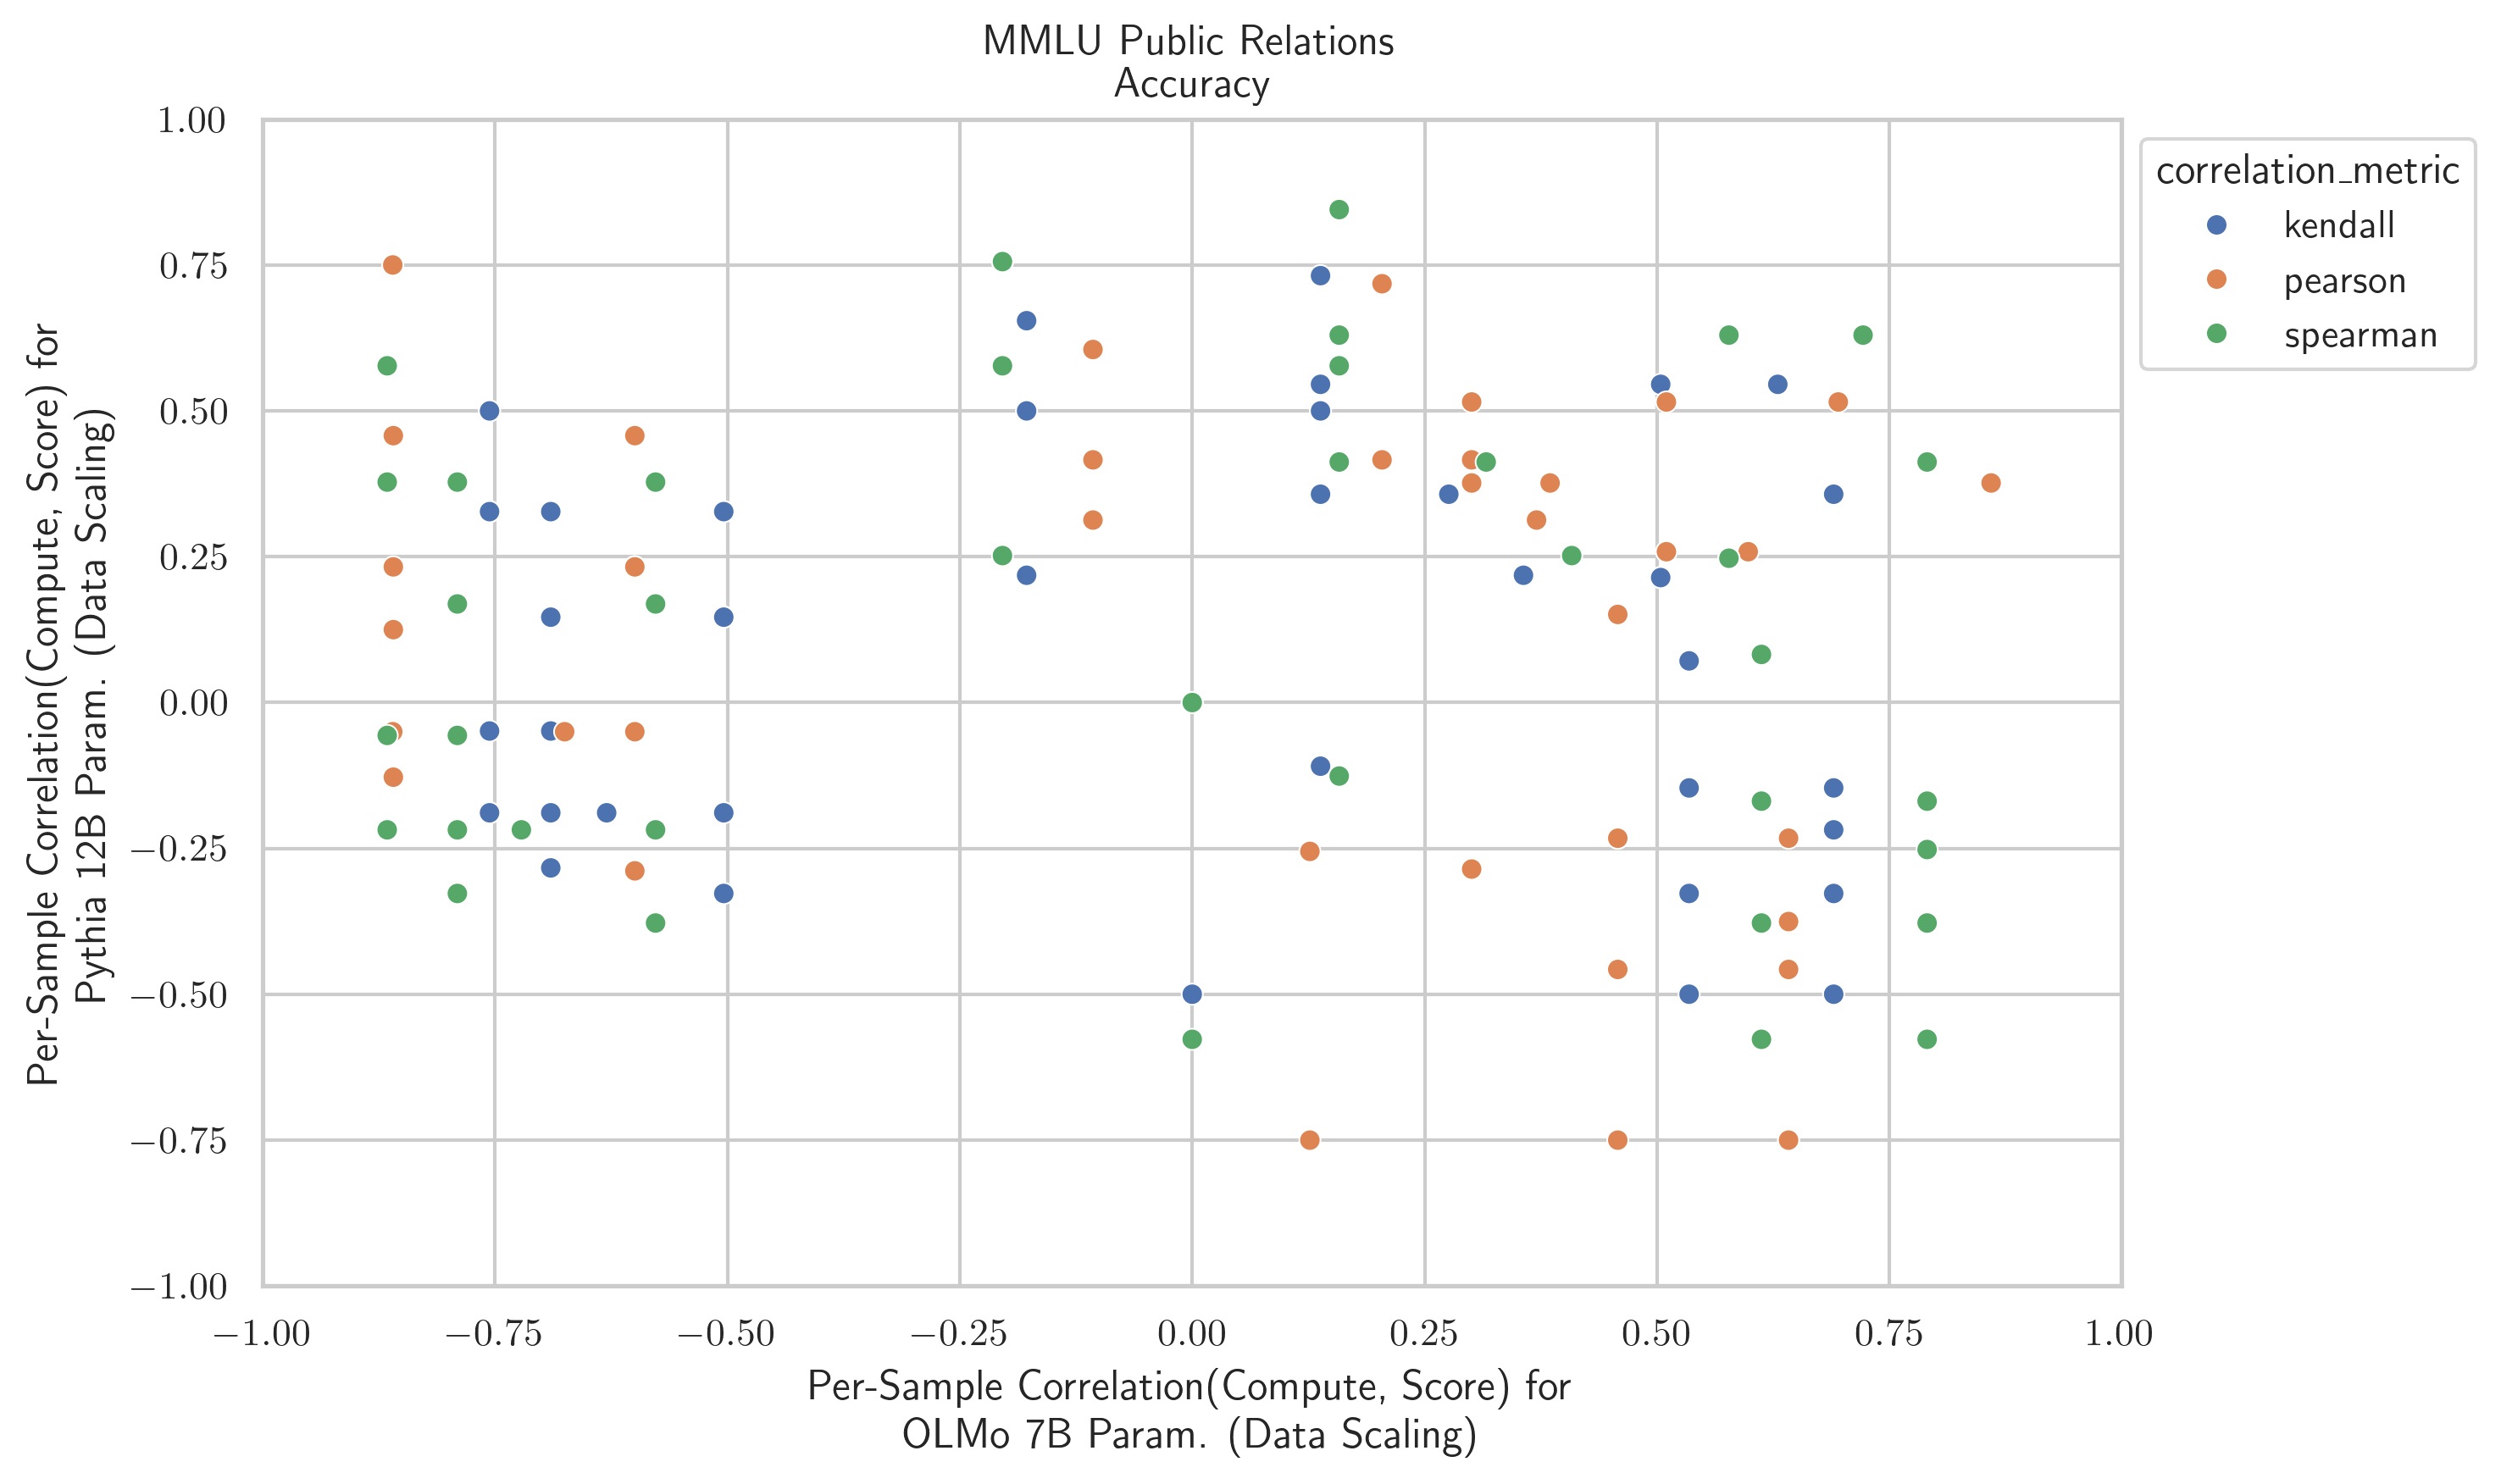 MMLU Public Relations
Accuracy
1.00
0.75
0.50
0.25
0.00
−0.25
−0.50
−0.75
−1.00
Per-Sample Correlation(Compute, Score) for
Pythia 12B Param. (Data Scaling)
correlation_metric
kendall
pearson
spearman
−1.00
−0.75
−0.50
−0.25
0.00
0.25
0.50
0.75
1.00
Per-Sample Correlation(Compute, Score) for
OLMo 7B Param. (Data Scaling)